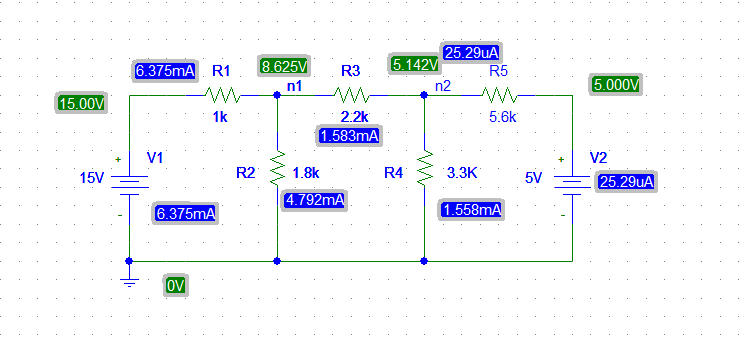 25.29uA
6.375mA R1 8.625V R3 5.142V R5
n1 n2 5.000V
15.00V
1k 2.2k 5.6k
1.583mA
+ V1 + V2
15V R2 1.8k R4 3.3K 5V 25.29uA
4.792mA
- 6.375mA 1.558mA -
0V